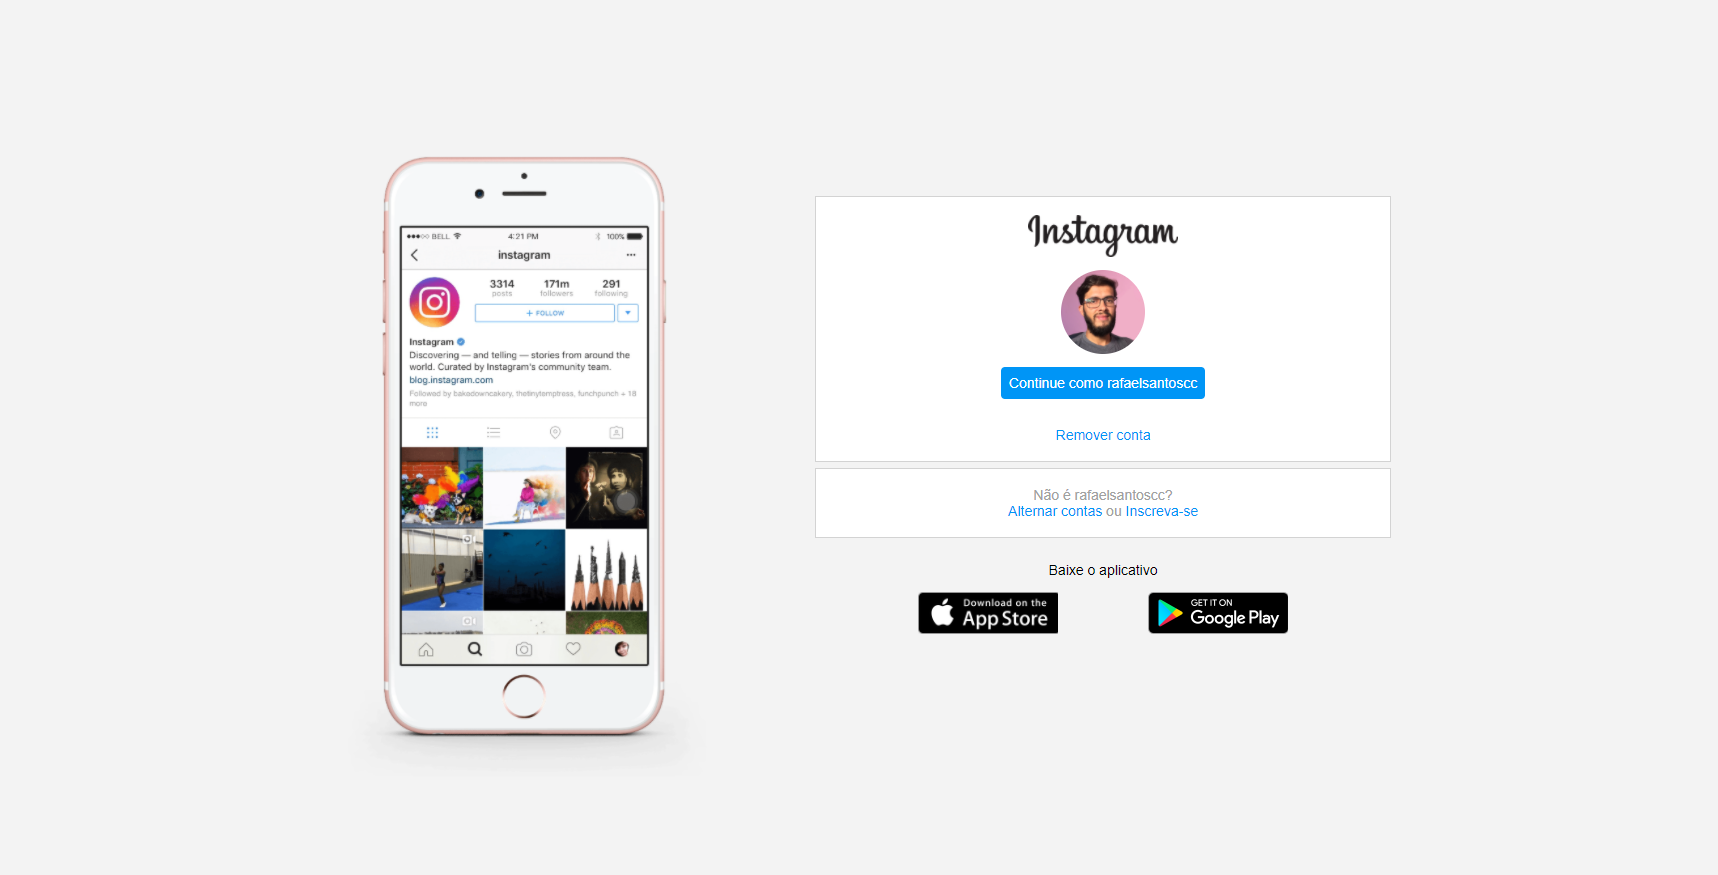 ●●●○○ BELL 4:21 PM 100%
instagram
3314 171m 291
posts followers following
+ FOLLOW
Instagram
Discovering — and telling — stories from around the
world. Curated by Instagram's community team.
blog.instagram.com
Followed by bakedowncakery, thetinytemptress, funchpunch + 18
more
Instagram
Continue como rafaelsantoscc
Remover conta
Não é rafaelsantoscc?
Alternar contas ou Inscreva-se
Baixe o aplicativo
Download on the
App Store
GET IT ON
Google Play